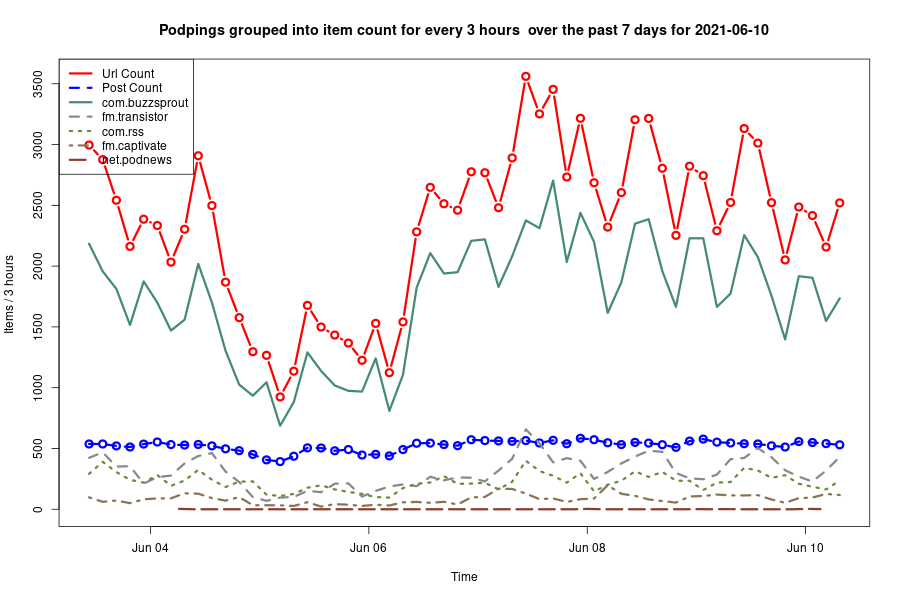 Podpings grouped into item count for every 3 hours  over the past 7 days for 2021-06-10
Url Count
Post Count
com.buzzsprout
fm.transistor
com.rss
fm.captivate
net.podnews
Items / 3 hours
3500
3000
2500
2000
1500
1000
500
0
Jun 04
Jun 06
Jun 08
Jun 10
Time